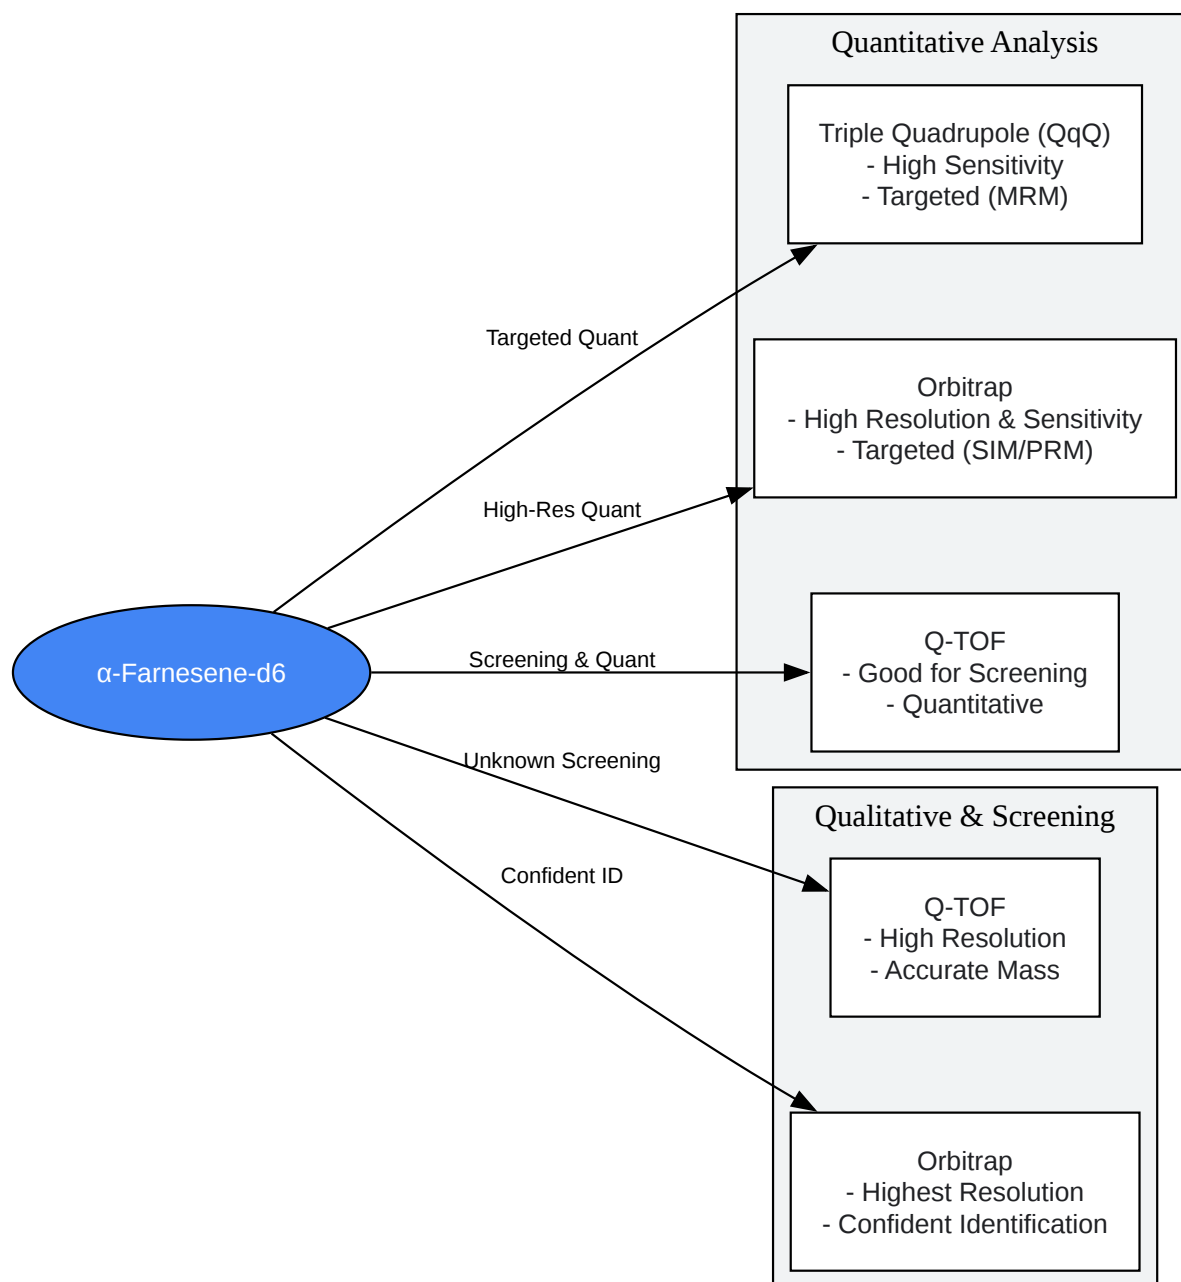 Quantitative Analysis
Triple Quadrupole (QqQ)
- High Sensitivity
- Targeted (MRM)
Targeted Quant
Orbitrap
- High Resolution & Sensitivity
- Targeted (SIM/PRM)
High-Res Quant
Q-TOF
- Good for Screening
- Quantitative
Screening & Quant
α-Farnesene-d6
Unknown Screening
Qualitative & Screening
Q-TOF
- High Resolution
- Accurate Mass
Confident ID
Orbitrap
- Highest Resolution
- Confident Identification